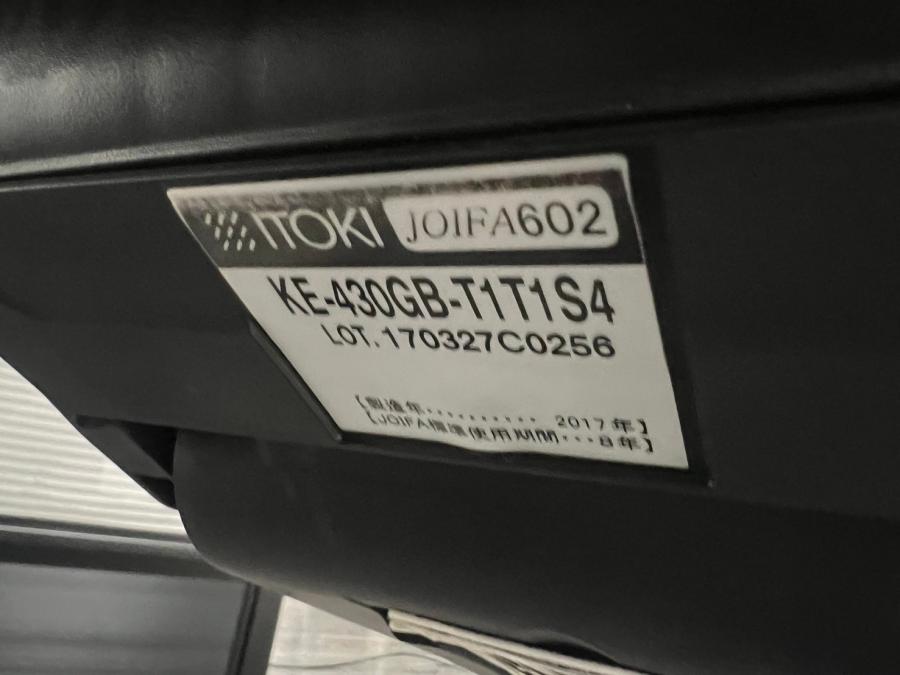 ITOKI JOIFA602
KE-430GB-T1T1S4
LOT.170327C0256
【製造年・・・・・・・・・・ 2017年】
【JOIFA標準使用期間・・・8年】